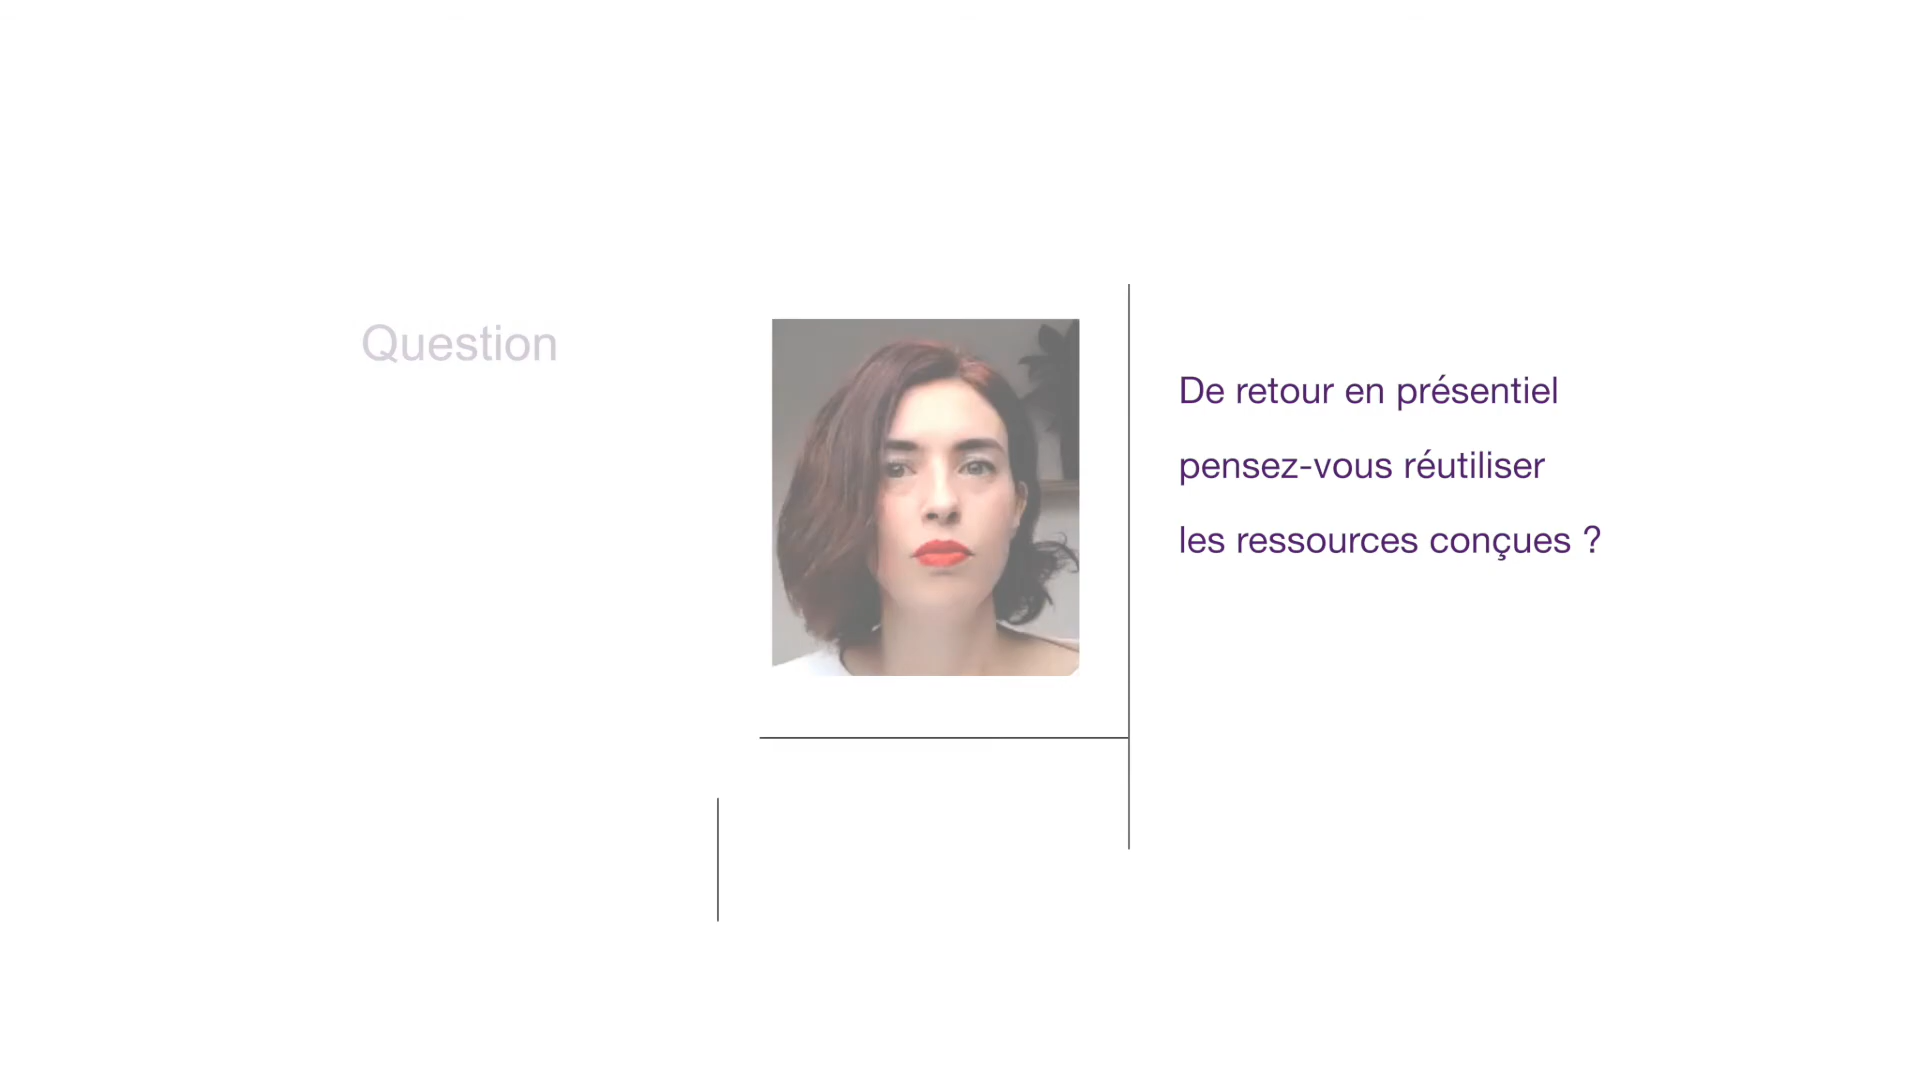 Question
De retour en présentiel
pensez-vous réutiliser
les ressources conçues ?